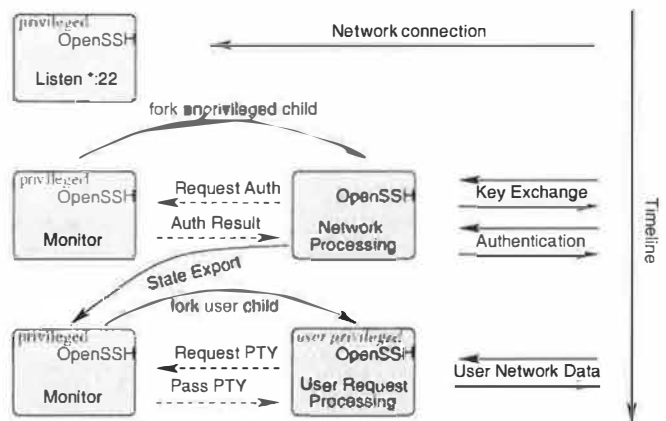 privileged
OpenSSH
Listen *:22
Network connection
fork unprivileged child
privileged
OpenSSH
Monitor
Request Auth
Auth Result
OpenSSH
Network
Processing
Key Exchange
Authentication
Timeline
State Export
fork user child
privileged
OpenSSH
Monitor
Request PTY
Pass PTY
user privileged
OpenSSH
User Request
Processing
User Network Data